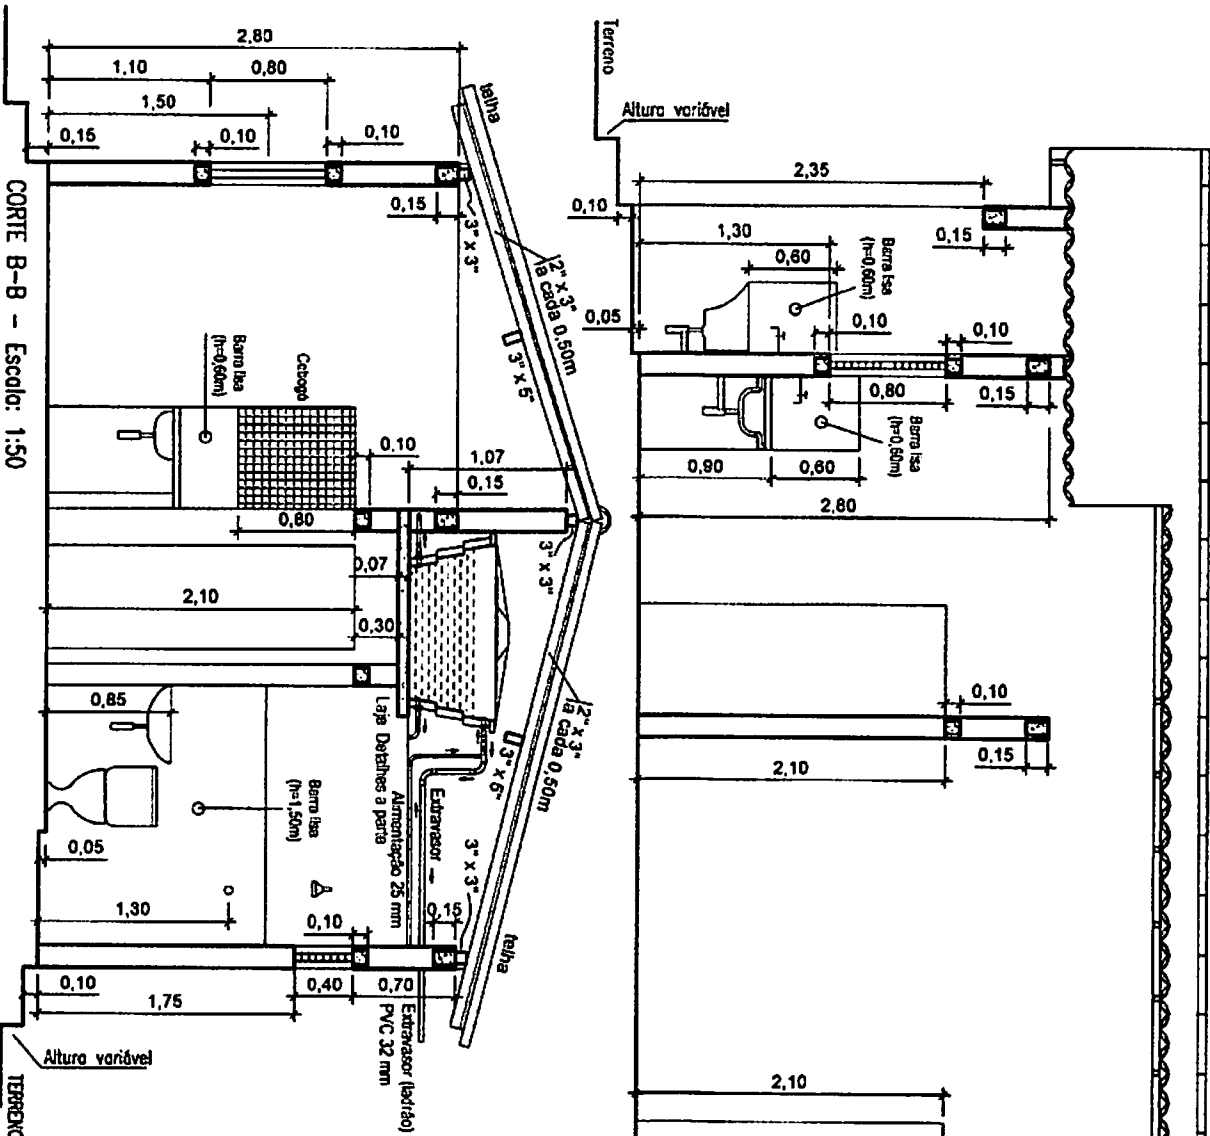 2,80
1,10
0,80
1,50
0,15
0,10
0,10
telha
0,15
3" x 3"
2" x 3"
a cada 0,50m
3" x 5"
Barra lisa
(h=0,60m)
Cobogó
0,10
1,07
0,15
0,80
3" x 3"
0,07
2,10
0,30
2" x 3"
a cada 0,50m
3" x 5"
0,85
Laje Detalhes a parte
Alimentação 25 mm
Extravasor
Barra lisa
(h=1,50m)
3" x 3"
0,05
0,15
telha
1,30
0,10
0,10
0,40
0,70
1,75
Extravasor (ladrão)
PVC 32 mm
Altura variável
TERRENO
CORTE B-B - Escala: 1:50
Terreno
Altura variável
2,35
0,10
1,30
0,15
0,60
Barra lisa
(h=0,60m)
0,05
0,10
0,10
0,80
0,15
Barra lisa
(h=0,60m)
0,90
0,60
2,80
0,10
0,15
2,10
2,10